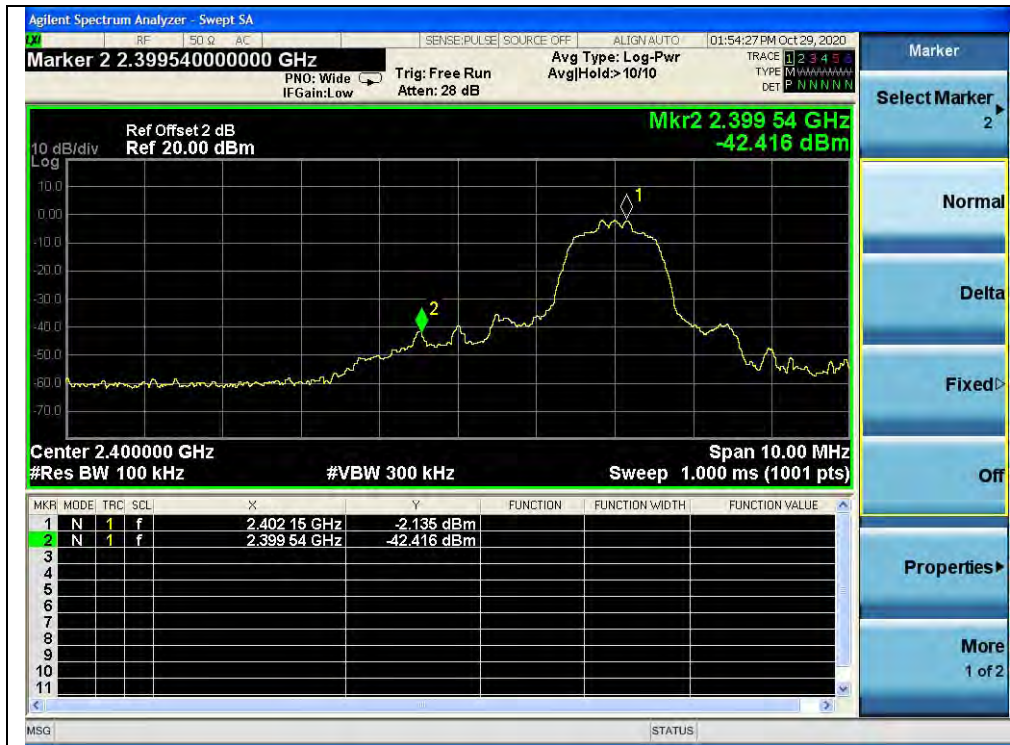 Agilent Spectrum Analyzer - Swept SA
LXI RF 50 Ω AC SENSE:PULSE SOURCE OFF ALIGN AUTO 01:54:27 PM Oct 29, 2020
Marker 2 2.399540000000 GHz
PNO: Wide Trig: Free Run Avg Type: Log-Pwr TRACE 1 2 3 4 5 6
IFGain:Low Atten: 28 dB Avg|Hold:>10/10 TYPE M
DET P N N N N N
Marker
Select Marker
2
Normal
Delta
Fixed
Off
Properties
More
1 of 2
Mkr2 2.399 54 GHz
-42.416 dBm
Ref Offset 2 dB
10 dB/div Ref 20.00 dBm
Log
10.0
0.00
-10.0
-20.0
-30.0
-40.0
-50.0
-60.0
-70.0
1
2
Center 2.400000 GHz Span 10.00 MHz
#Res BW 100 kHz #VBW 300 kHz Sweep 1.000 ms (1001 pts)
MKR MODE TRC SCL X Y FUNCTION FUNCTION WIDTH FUNCTION VALUE
1 N 1 f 2.402 15 GHz -2.135 dBm
2 N 1 f 2.399 54 GHz -42.416 dBm
3
4
5
6
7
8
9
10
11
MSG STATUS